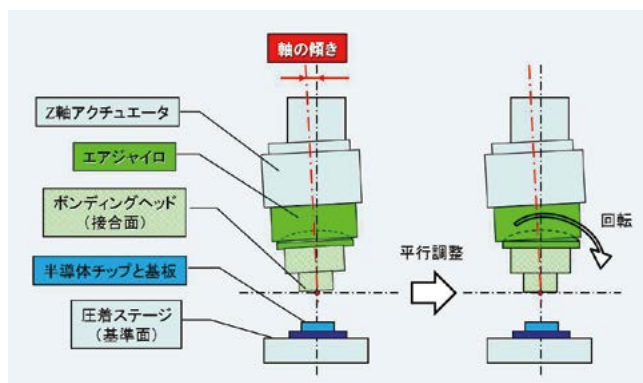 軸の傾き
Z軸アクチュエータ
エアジャイロ
ボンディングヘッド
(接合面)
半導体チップと基板
圧着ステージ
(基準面)
平行調整
回転